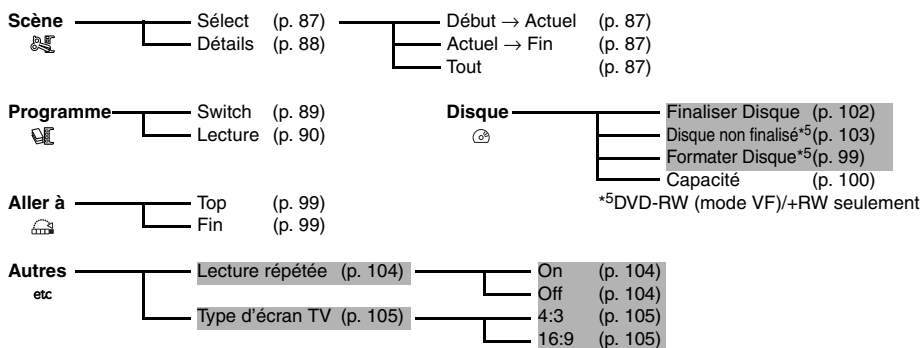 Scène Sélect (p. 87) Début → Actuel (p. 87)
Détails (p. 88) Actuel → Fin (p. 87)
Tout (p. 87)
Programme Switch (p. 89) Disque Finaliser Disque (p. 102)
Lecture (p. 90) Disque non finalisé*5(p. 103)
Formater Disque*5(p. 99)
Capacité (p. 100)
Aller à Top (p. 99) *5DVD-RW (mode VF)/+RW seulement
Fin (p. 99)
Autres Lecture répétée (p. 104) On (p. 104)
etc Off (p. 104)
Type d'écran TV (p. 105) 4:3 (p. 105)
16:9 (p. 105)